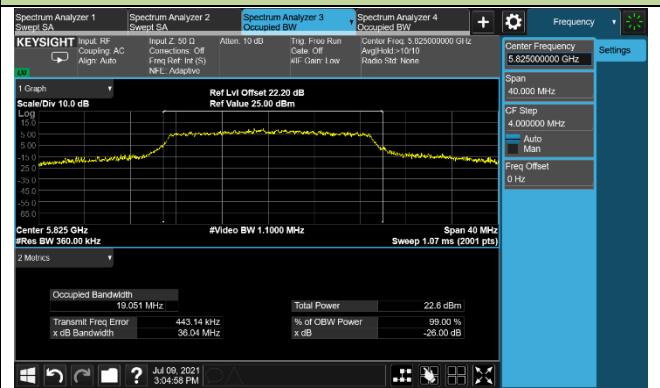 Spectrum Analyzer 1
Swept SA
Spectrum Analyzer 2
Swept SA
Spectrum Analyzer 3
Occupied BW
Spectrum Analyzer 4
Occupied BW
+
Frequency
KEYSIGHT
Input: RF
Coupling: AC
Align: Auto
Input Z: 50 Ω
Corrections: Off
Freq Ref: Int (S)
NFE: Adaptive
Atten: 10 dB
Trig: Free Run
Gate: Off
#IF Gain: Low
Center Freq: 5.825000000 GHz
Avg|Hold:>10/10
Radio Std: None
LXI
Center Frequency
5.825000000 GHz
Settings
Span
40.000 MHz
CF Step
4.000000 MHz
Auto
Man
Freq Offset
0 Hz
1 Graph
Scale/Div 10.0 dB
Ref Lvl Offset 22.20 dB
Ref Value 25.00 dBm
Log
15.0
5.00
-5.00
-15.0
-25.0
-35.0
-45.0
-55.0
-65.0
Center 5.825 GHz
#Res BW 360.00 kHz
#Video BW 1.1000 MHz
Span 40 MHz
Sweep 1.07 ms (2001 pts)
2 Metrics
Occupied Bandwidth
19.051 MHz
Total Power
22.6 dBm
Transmit Freq Error
443.14 kHz
% of OBW Power
99.00 %
x dB Bandwidth
36.04 MHz
x dB
-26.00 dB
?
Jul 09, 2021
3:04:58 PM